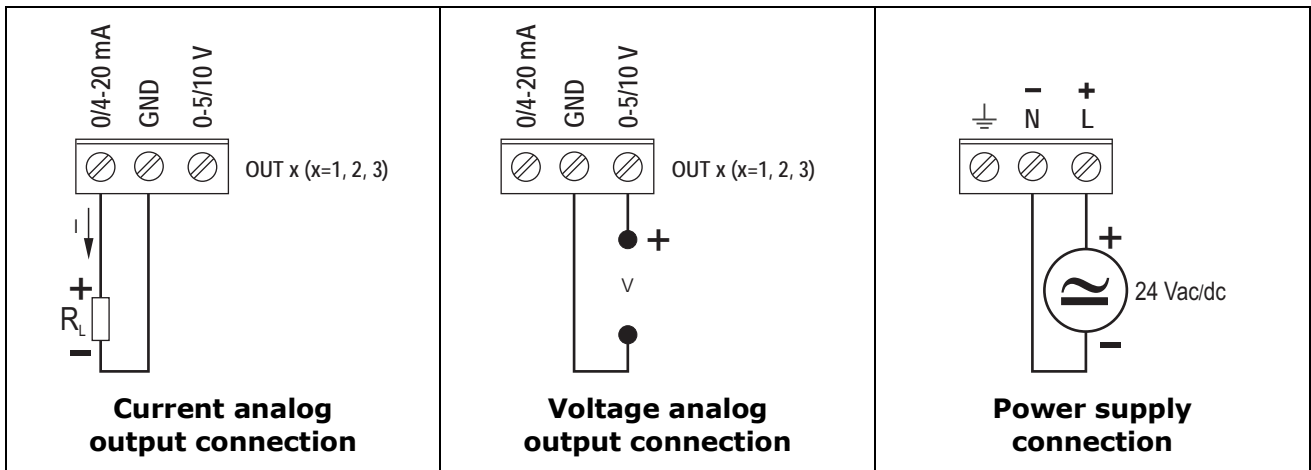 0/4-20 mA
GND
0-5/10 V
OUT x (x=1, 2, 3)
I
+
RL
−
Current analog
output connection
0/4-20 mA
GND
0-5/10 V
OUT x (x=1, 2, 3)
+
V
Voltage analog
output connection
− +
N L
+
24 Vac/dc
−
Power supply
connection